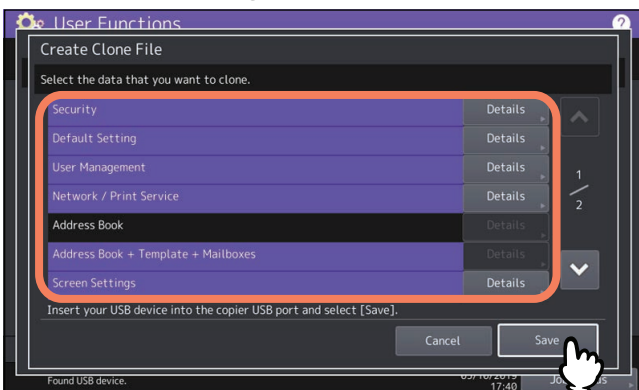 User Functions ?
Create Clone File
Select the data that you want to clone.
Security Details
Default Setting Details
User Management Details
Network / Print Service Details
1
2
Address Book Details
Address Book + Template + Mailboxes Details
Screen Settings Details
Insert your USB device into the copier USB port and select [Save].
Cancel Save
Found USB device.
17:40